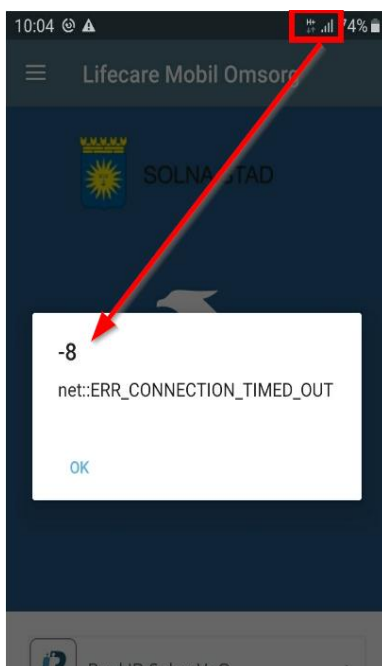 10:04 H+ 74%
Lifecare Mobil Omsorg
SOLNA STAD
-8
net::ERR_CONNECTION_TIMED_OUT
OK